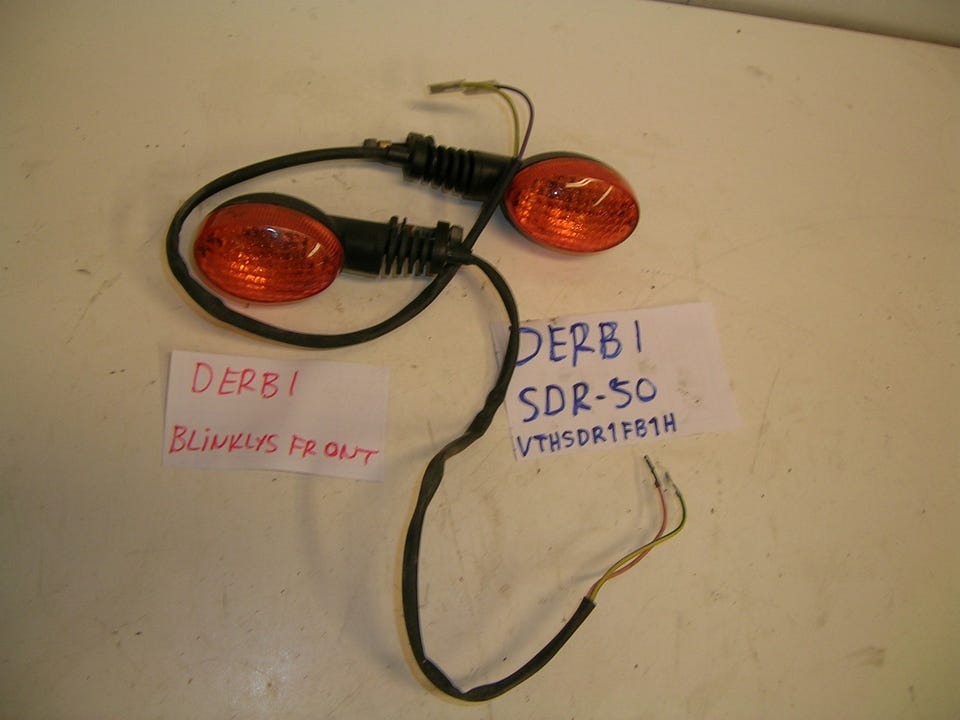 DERBI
BLINKLYS FRONT
DERBI
SDR-50
VTHSDR1FB1H